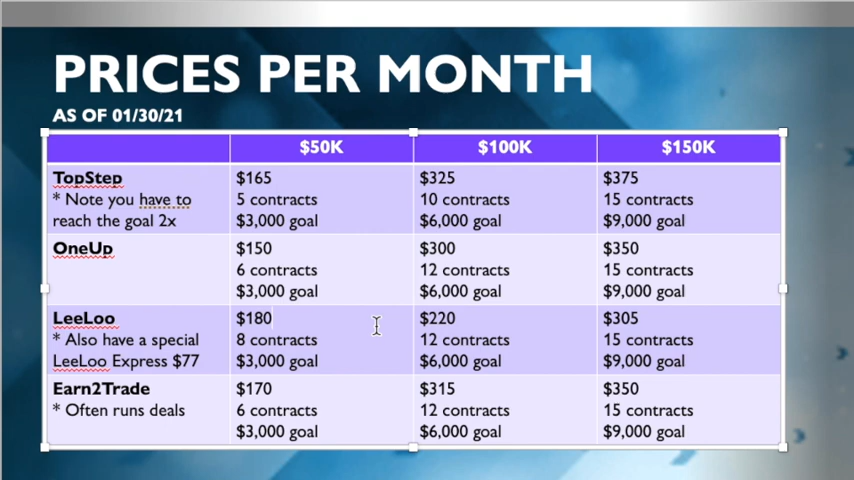 PRICES PER MONTH
AS OF 01/30/21
$50K $100K $150K
TopStep $165 $325 $375
* Note you have to 5 contracts 10 contracts 15 contracts
reach the goal 2x $3,000 goal $6,000 goal $9,000 goal
OneUp $150 $300 $350
6 contracts 12 contracts 15 contracts
$3,000 goal $6,000 goal $9,000 goal
LeeLoo $180 $220 $305
* Also have a special 8 contracts 12 contracts 15 contracts
LeeLoo Express $77 $3,000 goal $6,000 goal $9,000 goal
Earn2Trade $170 $315 $350
* Often runs deals 6 contracts 12 contracts 15 contracts
$3,000 goal $6,000 goal $9,000 goal